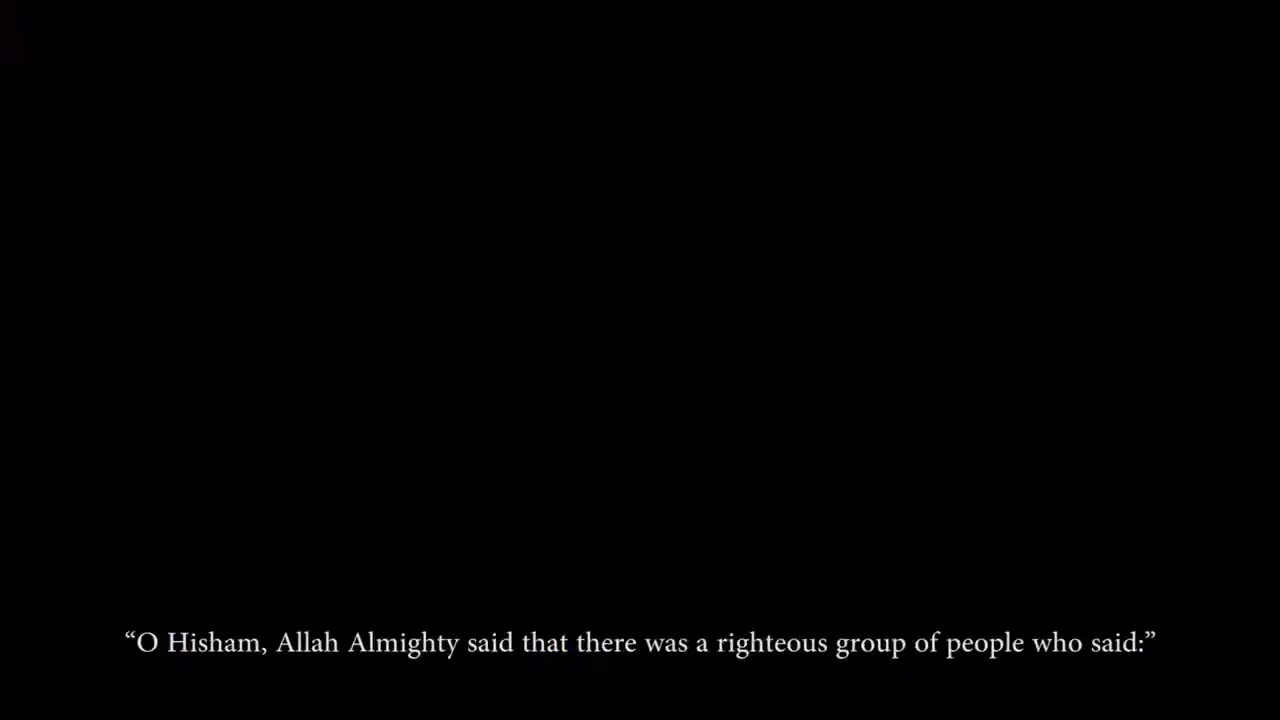 “O Hisham, Allah Almighty said that there was a righteous group of people who said:”